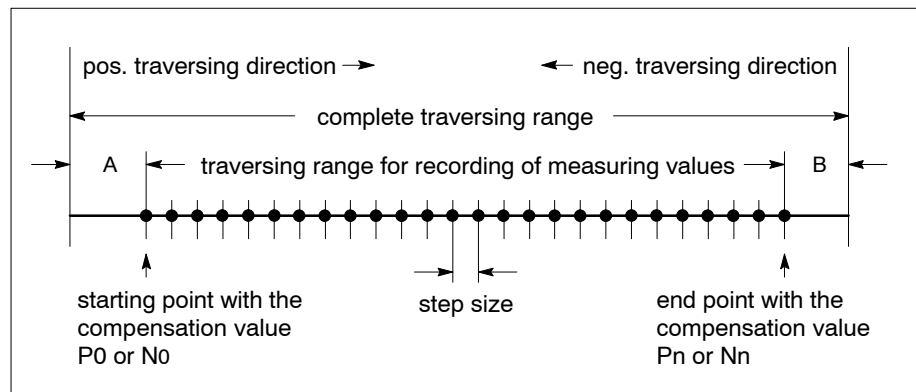 pos. traversing direction
neg. traversing direction
complete traversing range
A
traversing range for recording of measuring values
B
starting point with the
compensation value
P0 or N0
step size
end point with the
compensation value
Pn or Nn